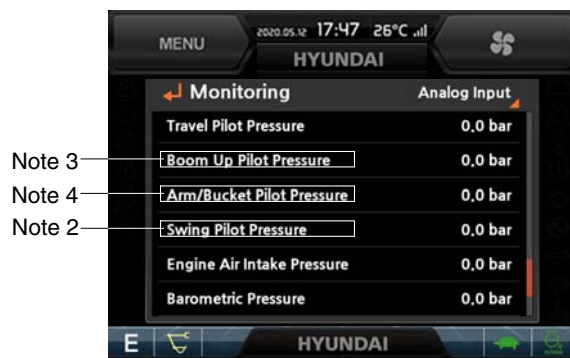 MENU
2020.05.12 17:47 26°C
HYUNDAI
Monitoring Analog Input
Travel Pilot Pressure 0.0 bar
Note 3 Boom Up Pilot Pressure 0.0 bar
Note 4 Arm/Bucket Pilot Pressure 0.0 bar
Note 2 Swing Pilot Pressure 0.0 bar
Engine Air Intake Pressure 0.0 bar
Barometric Pressure 0.0 bar
E HYUNDAI